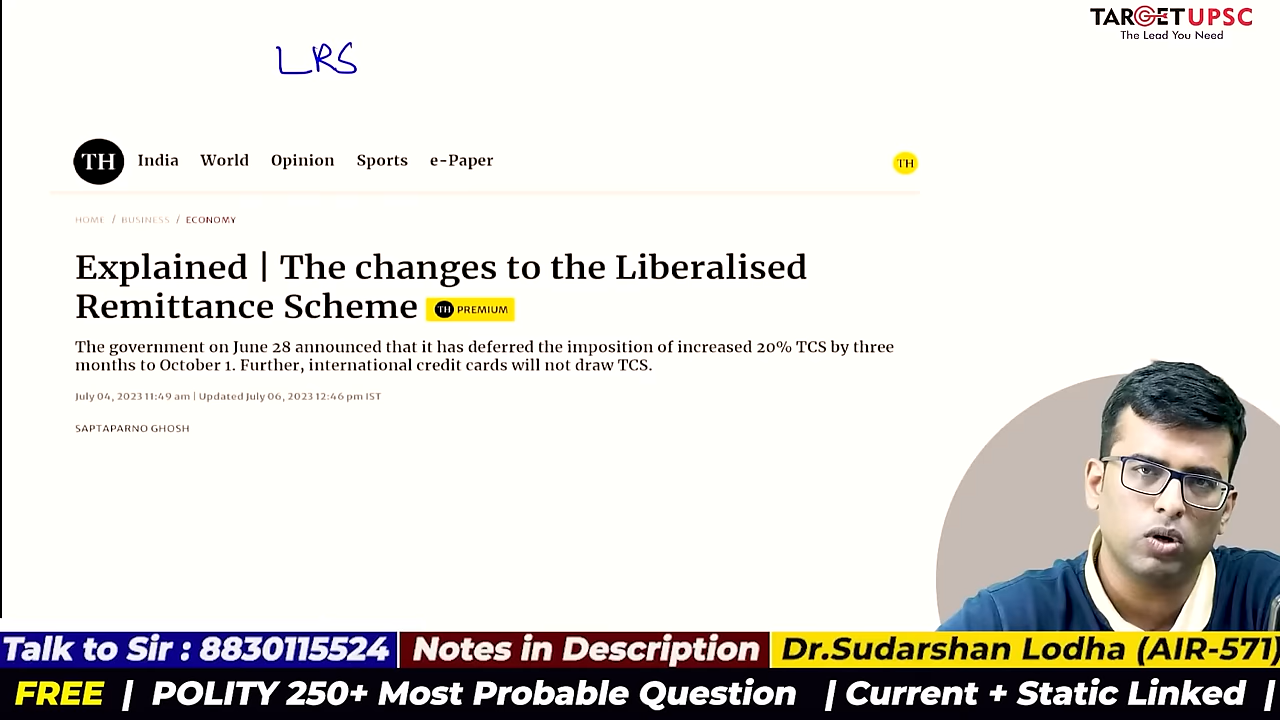 TARGETUPSC
The Lead You Need
LRS
TH India World Opinion Sports e-Paper TH
HOME / BUSINESS / ECONOMY
Explained | The changes to the Liberalised
Remittance Scheme TH PREMIUM
The government on June 28 announced that it has deferred the imposition of increased 20% TCS by three
months to October 1. Further, international credit cards will not draw TCS.
July 04, 2023 11:49 am | Updated July 06, 2023 12:46 pm IST
SAPTAPARNO GHOSH
Talk to Sir : 8830115524 Notes in Description Dr.Sudarshan Lodha (AIR-571)
FREE | POLITY 250+ Most Probable Question | Current + Static Linked |